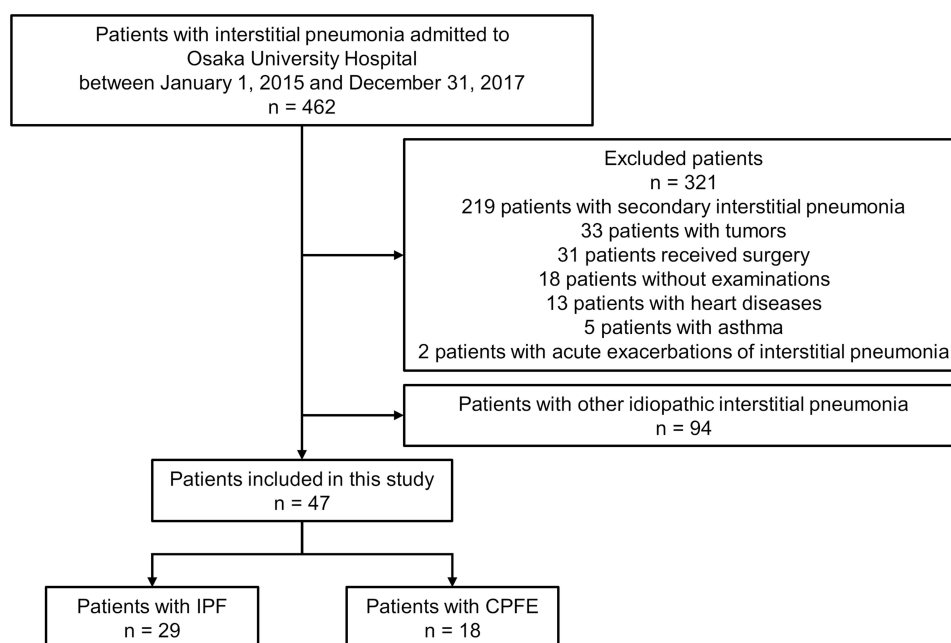 Patients with interstitial pneumonia admitted to
Osaka University Hospital
between January 1, 2015 and December 31, 2017
n = 462
Excluded patients
n = 321
219 patients with secondary interstitial pneumonia
33 patients with tumors
31 patients received surgery
18 patients without examinations
13 patients with heart diseases
5 patients with asthma
2 patients with acute exacerbations of interstitial pneumonia
Patients with other idiopathic interstitial pneumonia
n = 94
Patients included in this study
n = 47
Patients with IPF
n = 29
Patients with CPFE
n = 18